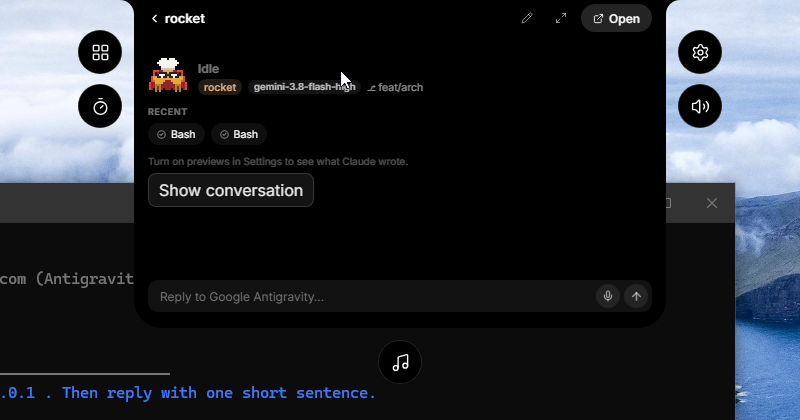 rocket
Open
Idle
rocket
gemini-3.8-flash-high
feat/arch
RECENT
Bash
Bash
Turn on previews in Settings to see what Claude wrote.
Show conversation
com (Antigravit
Reply to Google Antigravity...
.0.1 . Then reply with one short sentence.